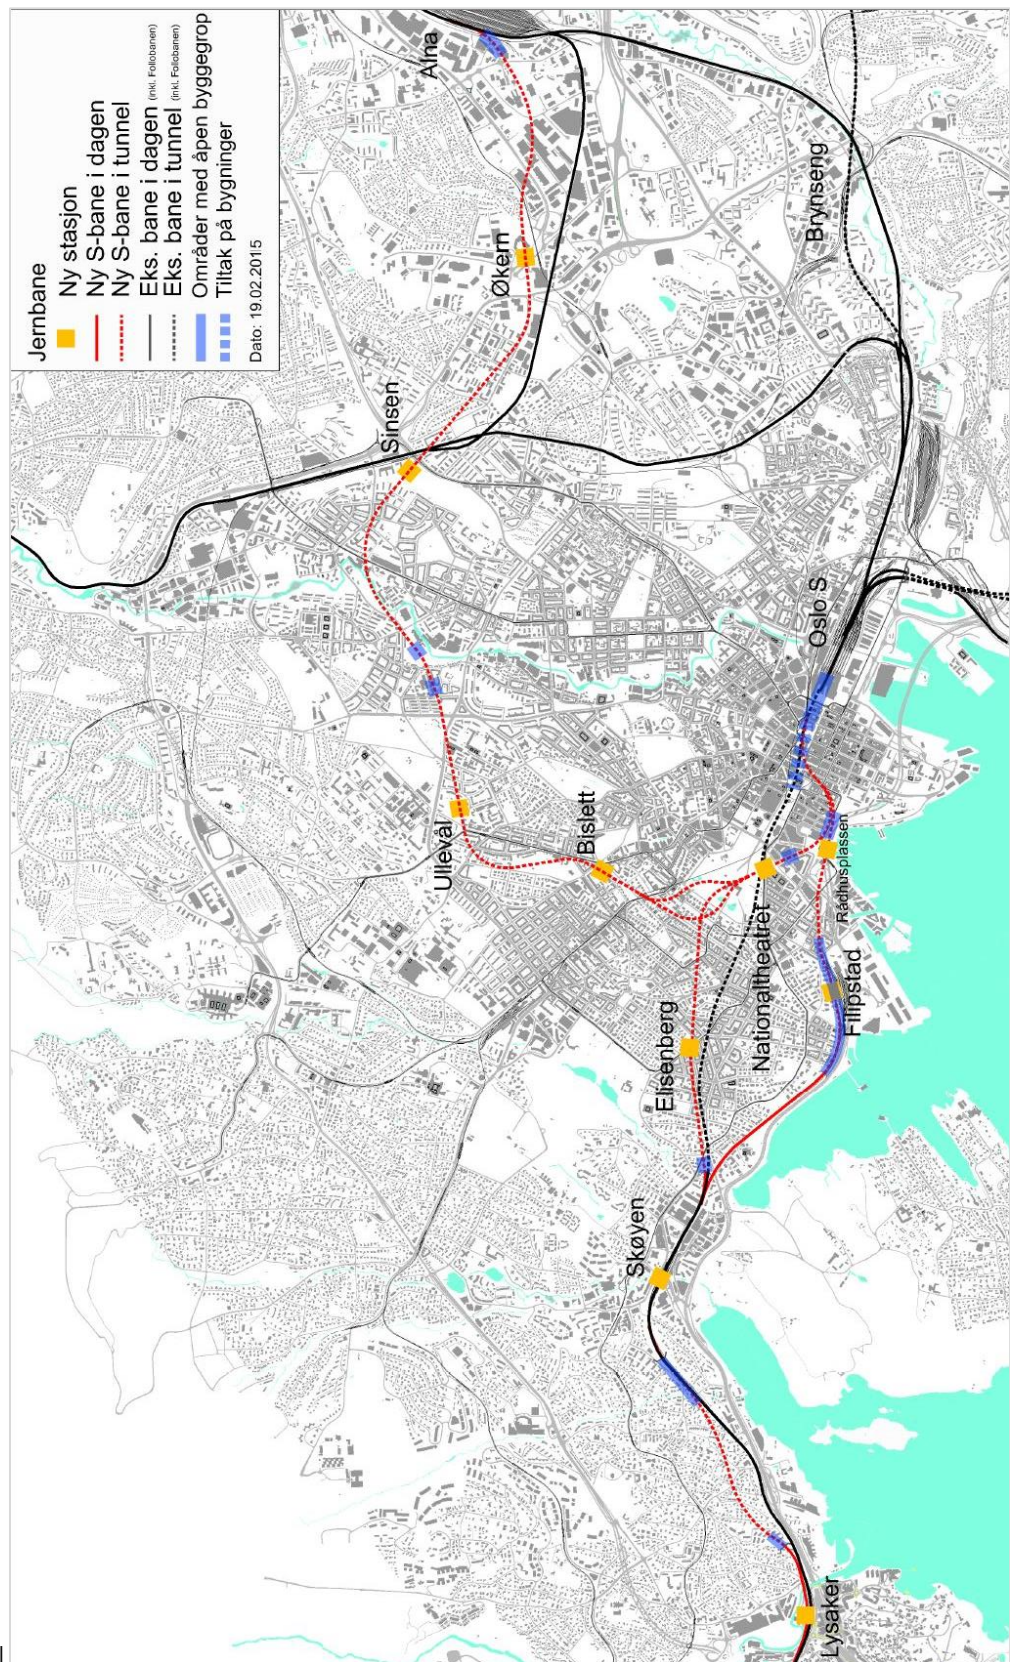 Jernbane
Ny stasjon
Ny S-bane i dagen
Ny S-bane i tunnel
Eks. bane i dagen (inkl. Follobanen)
Eks. bane i tunnel (inkl. Follobanen)
Områder med åpen byggegrop
Tiltak på bygninger
Dato: 19.02.2015
Alna
Økern
Brynseng
Sinsen
Oslo S
Ullevål
Bislett
Rådhusplassen
Nationaltheatret
Filipstad
Elisenberg
Skøyen
Lysaker